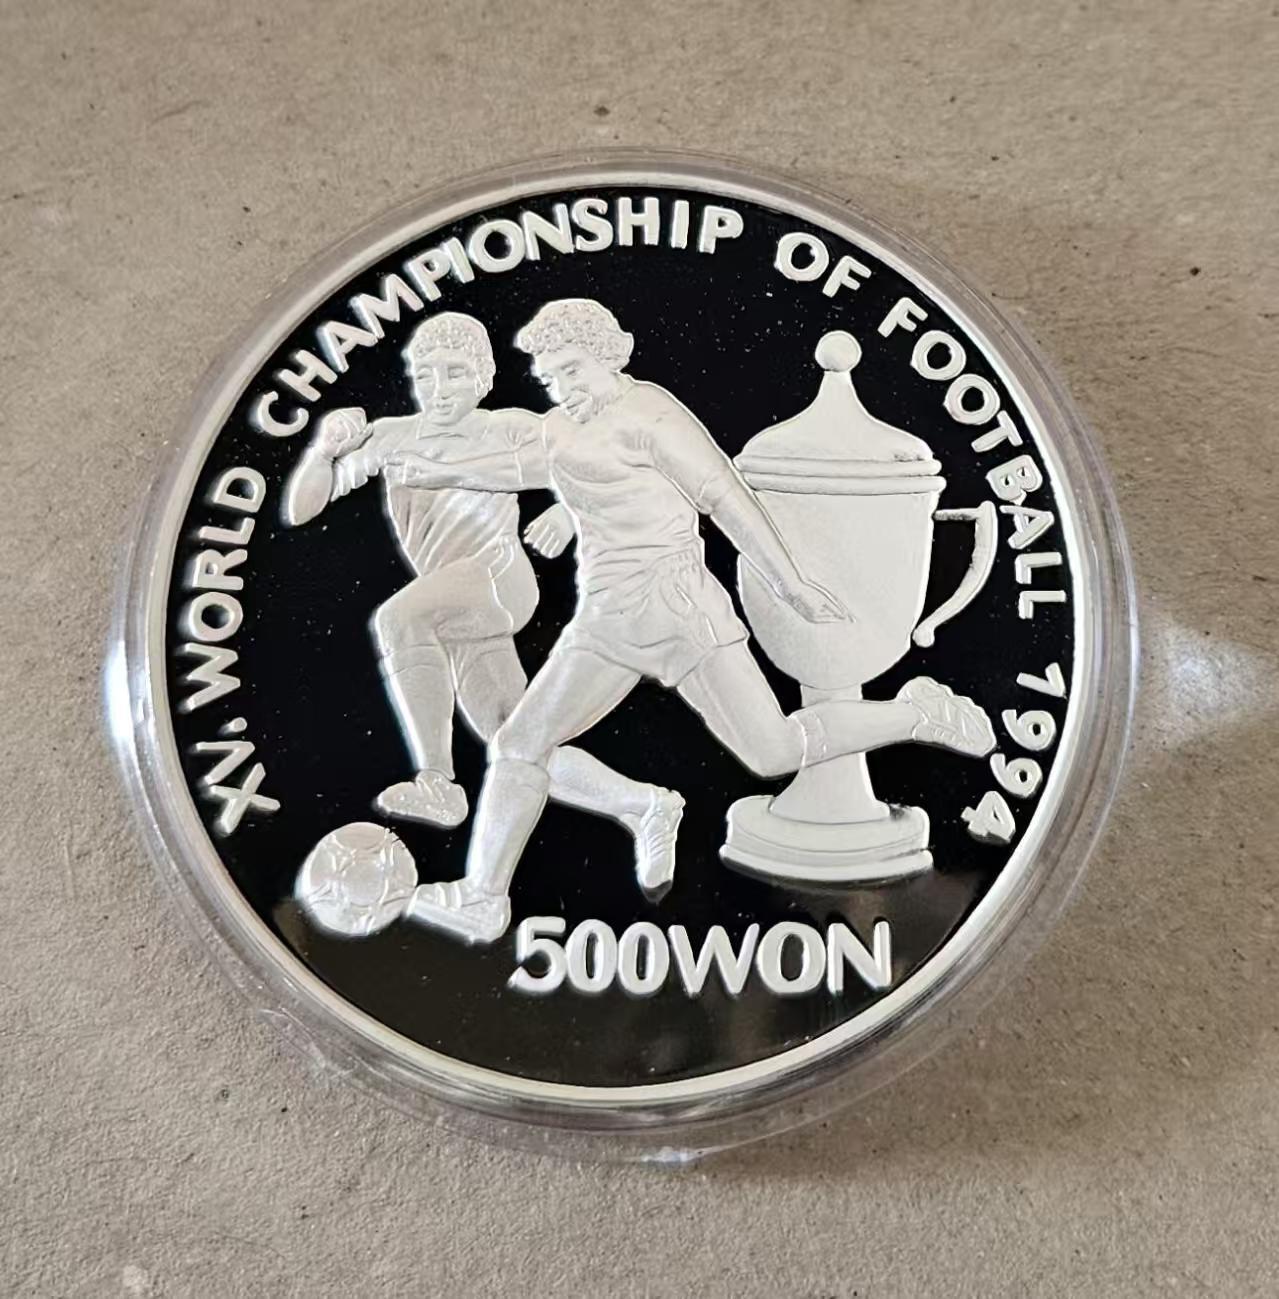 XV. WORLD CHAMPIONSHIP OF FOOTBALL 1994
500WON